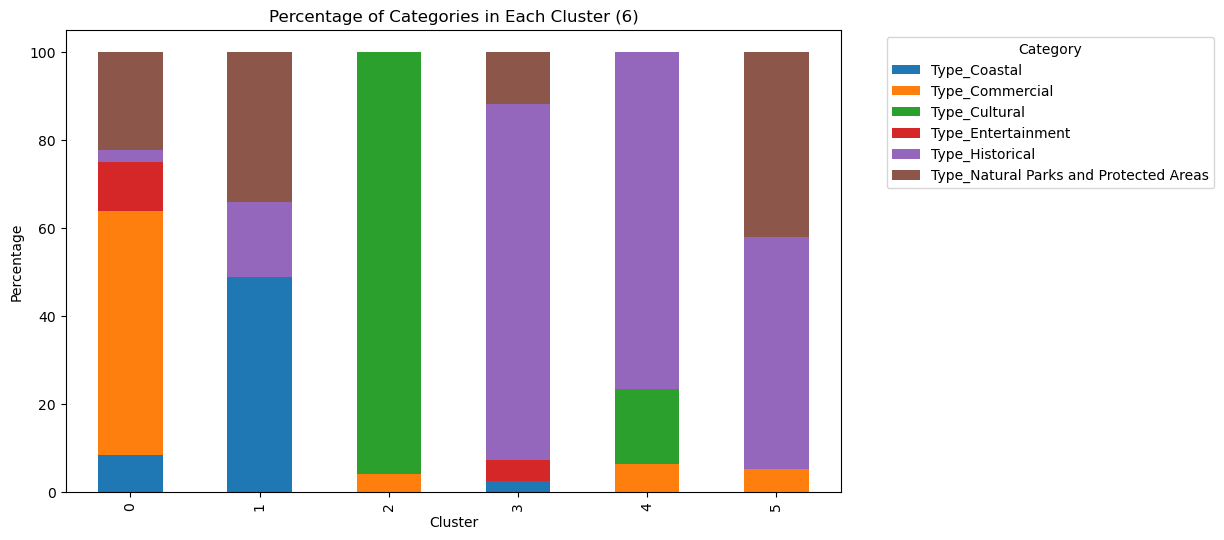 Percentage of Categories in Each Cluster (6)
Percentage
100
80
60
40
20
0
0
1
2
3
4
5
Cluster
Category
Type_Coastal
Type_Commercial
Type_Cultural
Type_Entertainment
Type_Historical
Type_Natural Parks and Protected Areas